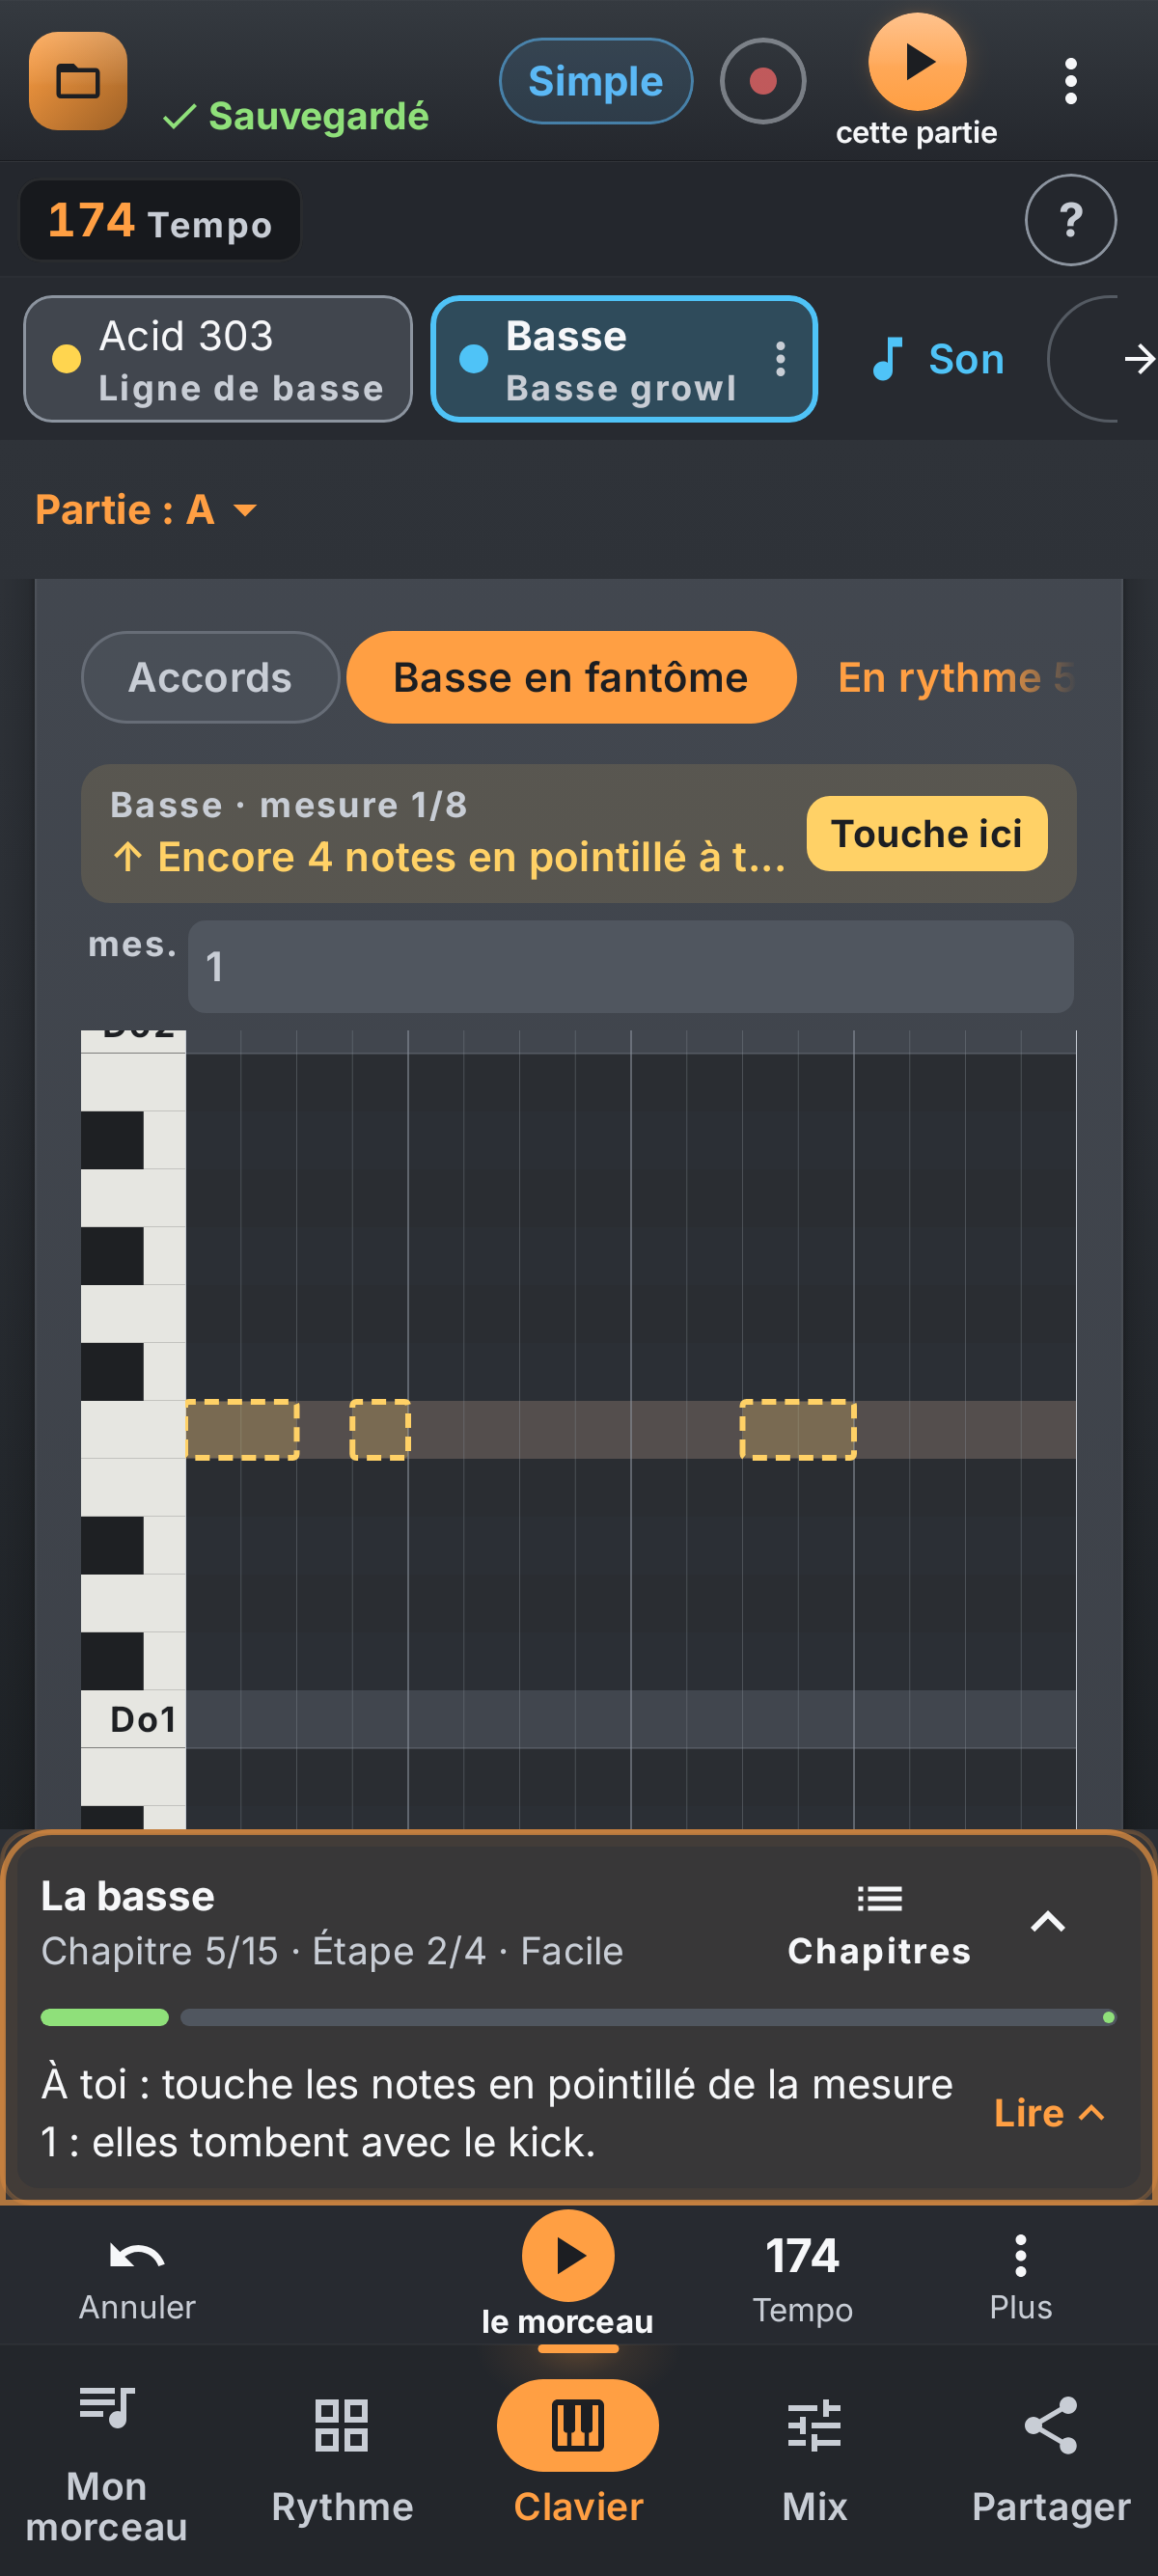 Sauvegardé
Simple
cette partie
174 Tempo
?
Acid 303
Ligne de basse
Basse
Basse growl
Son
Partie : A
Accords
Basse en fantôme
En rythme 5
Basse · mesure 1/8
↑ Encore 4 notes en pointillé à t...
Touche ici
mes.
1
Do2
Do1
La basse
Chapitre 5/15 · Étape 2/4 · Facile
Chapitres
À toi : touche les notes en pointillé de la mesure
1 : elles tombent avec le kick.
Lire
Annuler
le morceau
174
Tempo
Plus
Mon
morceau
Rythme
Clavier
Mix
Partager